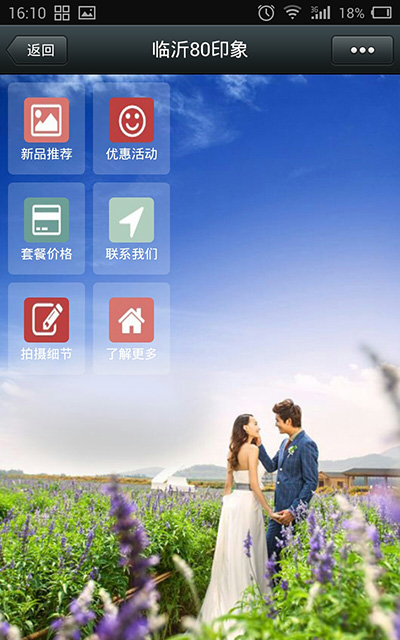 16:10
3G
18%
返回
临沂80印象
新品推荐
优惠活动
套餐价格
联系我们
拍摄细节
了解更多